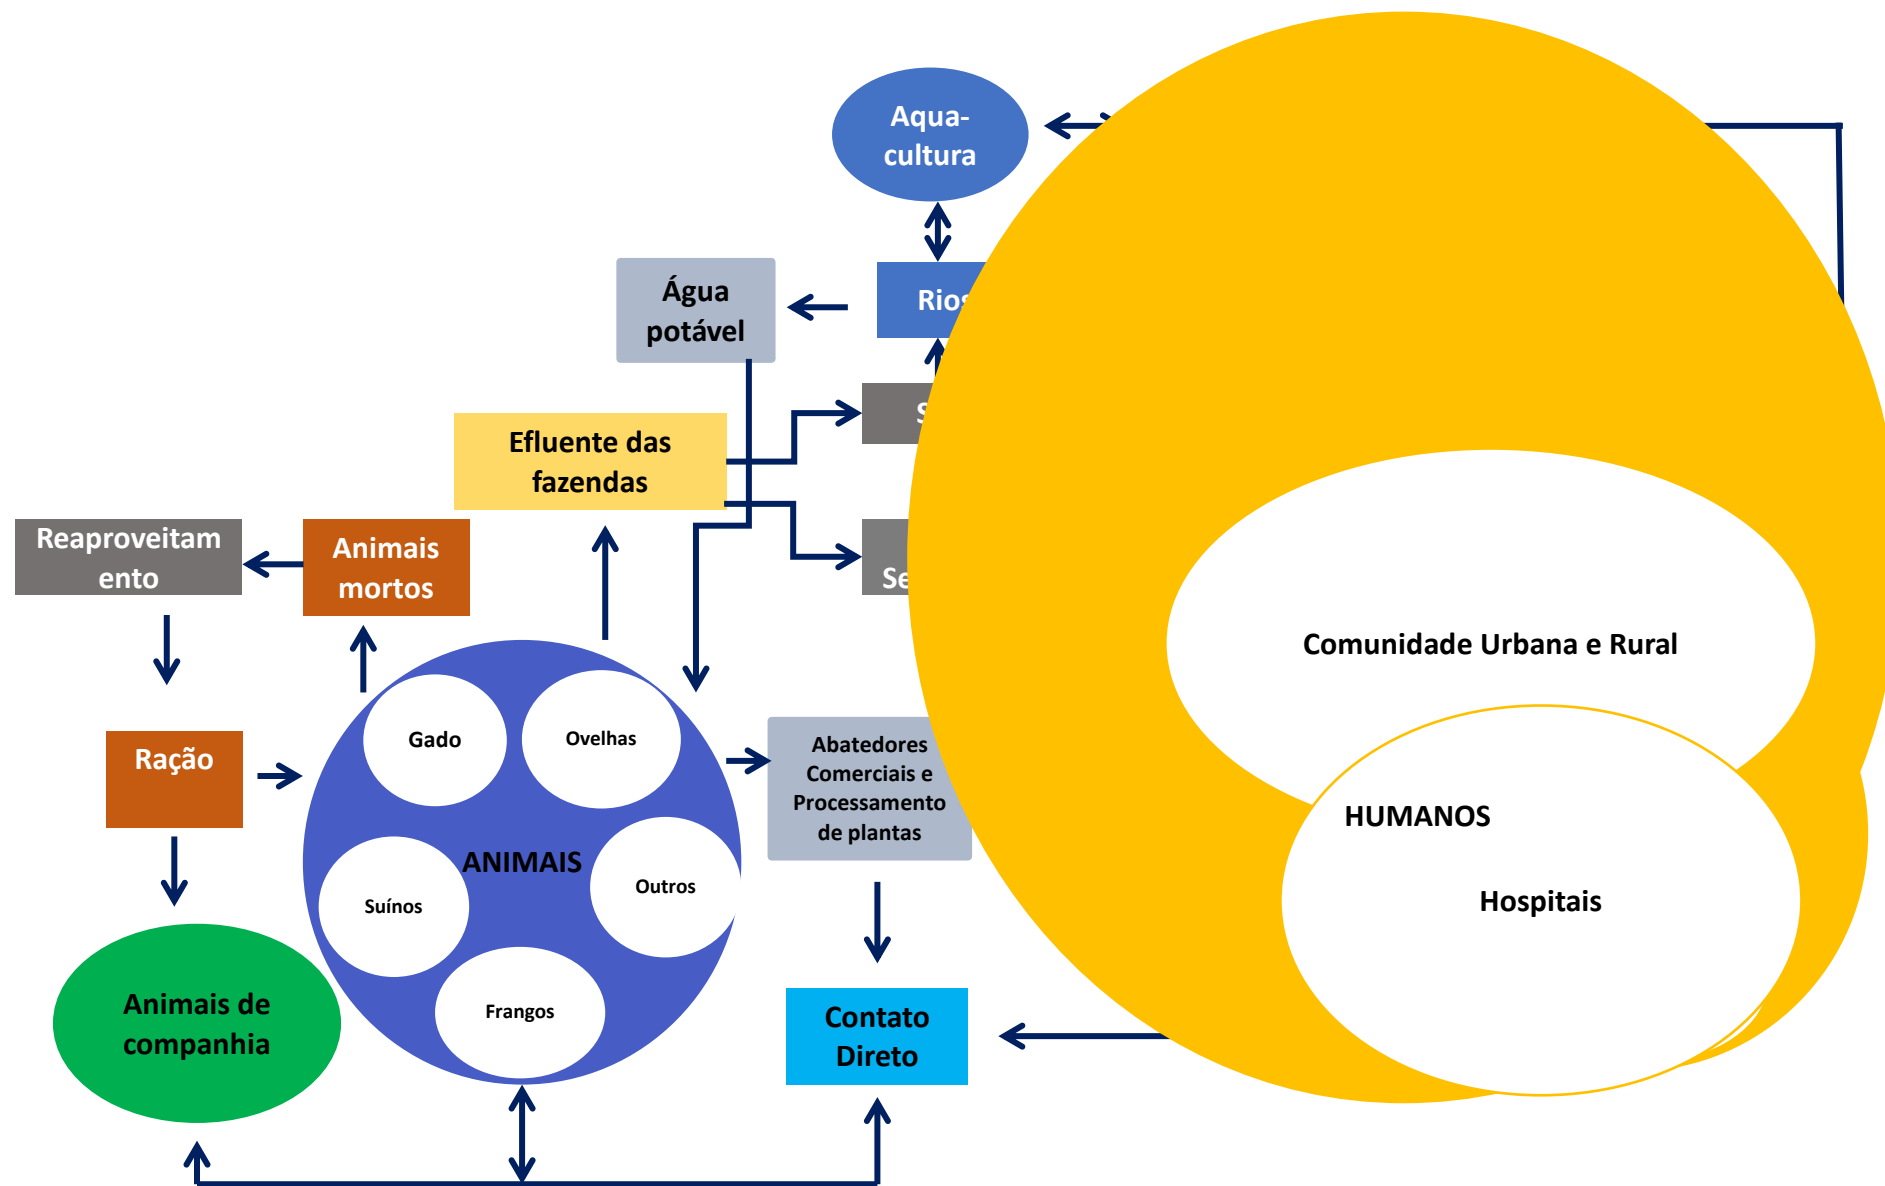 Aqua-
cultura
Água
potável
Rios
Efluente das
fazendas
Reaproveitam
ento
Animais
mortos
Comunidade Urbana e Rural
Gado
Ovelhas
Ração
Abatedores
Comerciais e
Processamento
de plantas
HUMANOS
ANIMAIS
Outros
Suínos
Hospitais
Frangos
Animais de
companhia
Contato
Direto